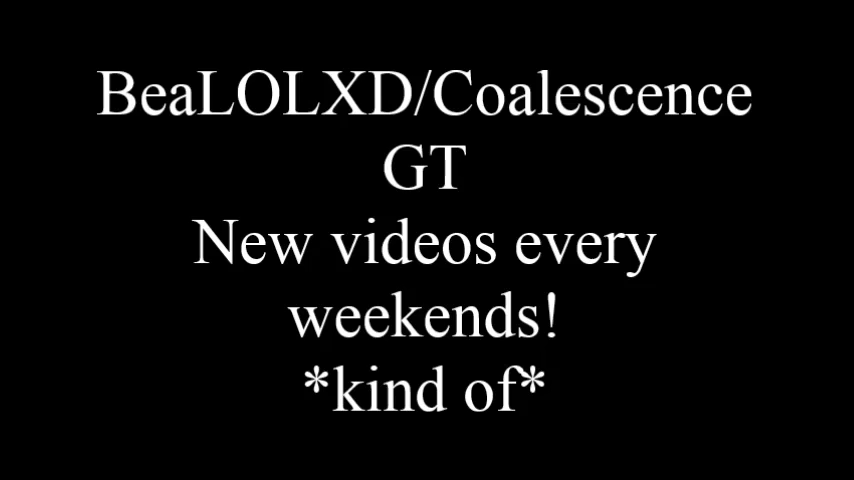 BeaLOLXD/Coalescence
GT
New videos every
weekends!
*kind of*